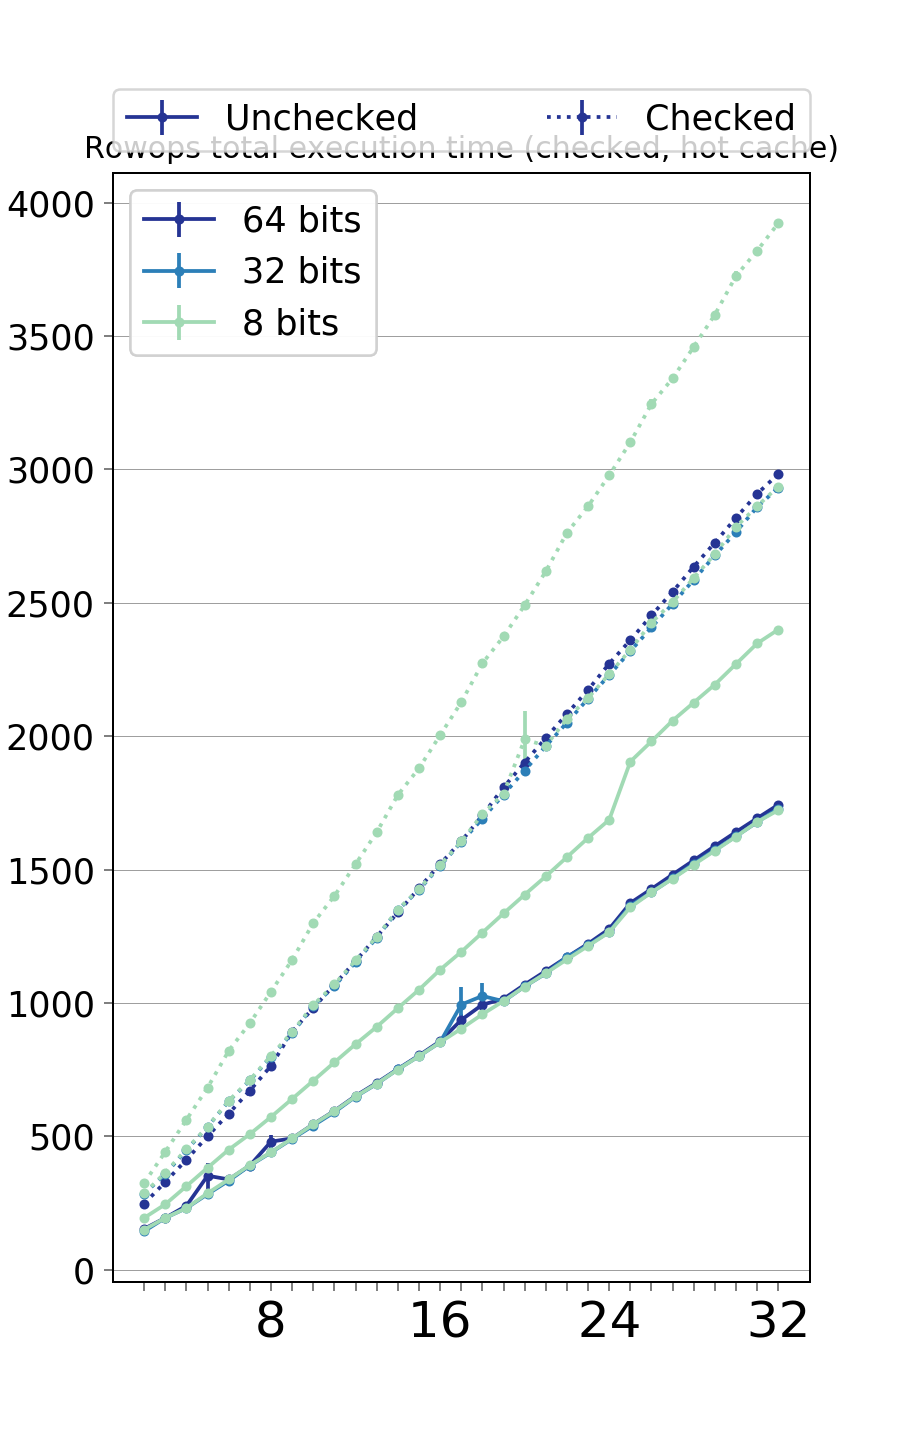 Unchecked Checked
Rowops total execution time (checked, hot cache)
4000
64 bits
32 bits
8 bits
3500
3000
2500
2000
1500
1000
500
0
8 16 24 32